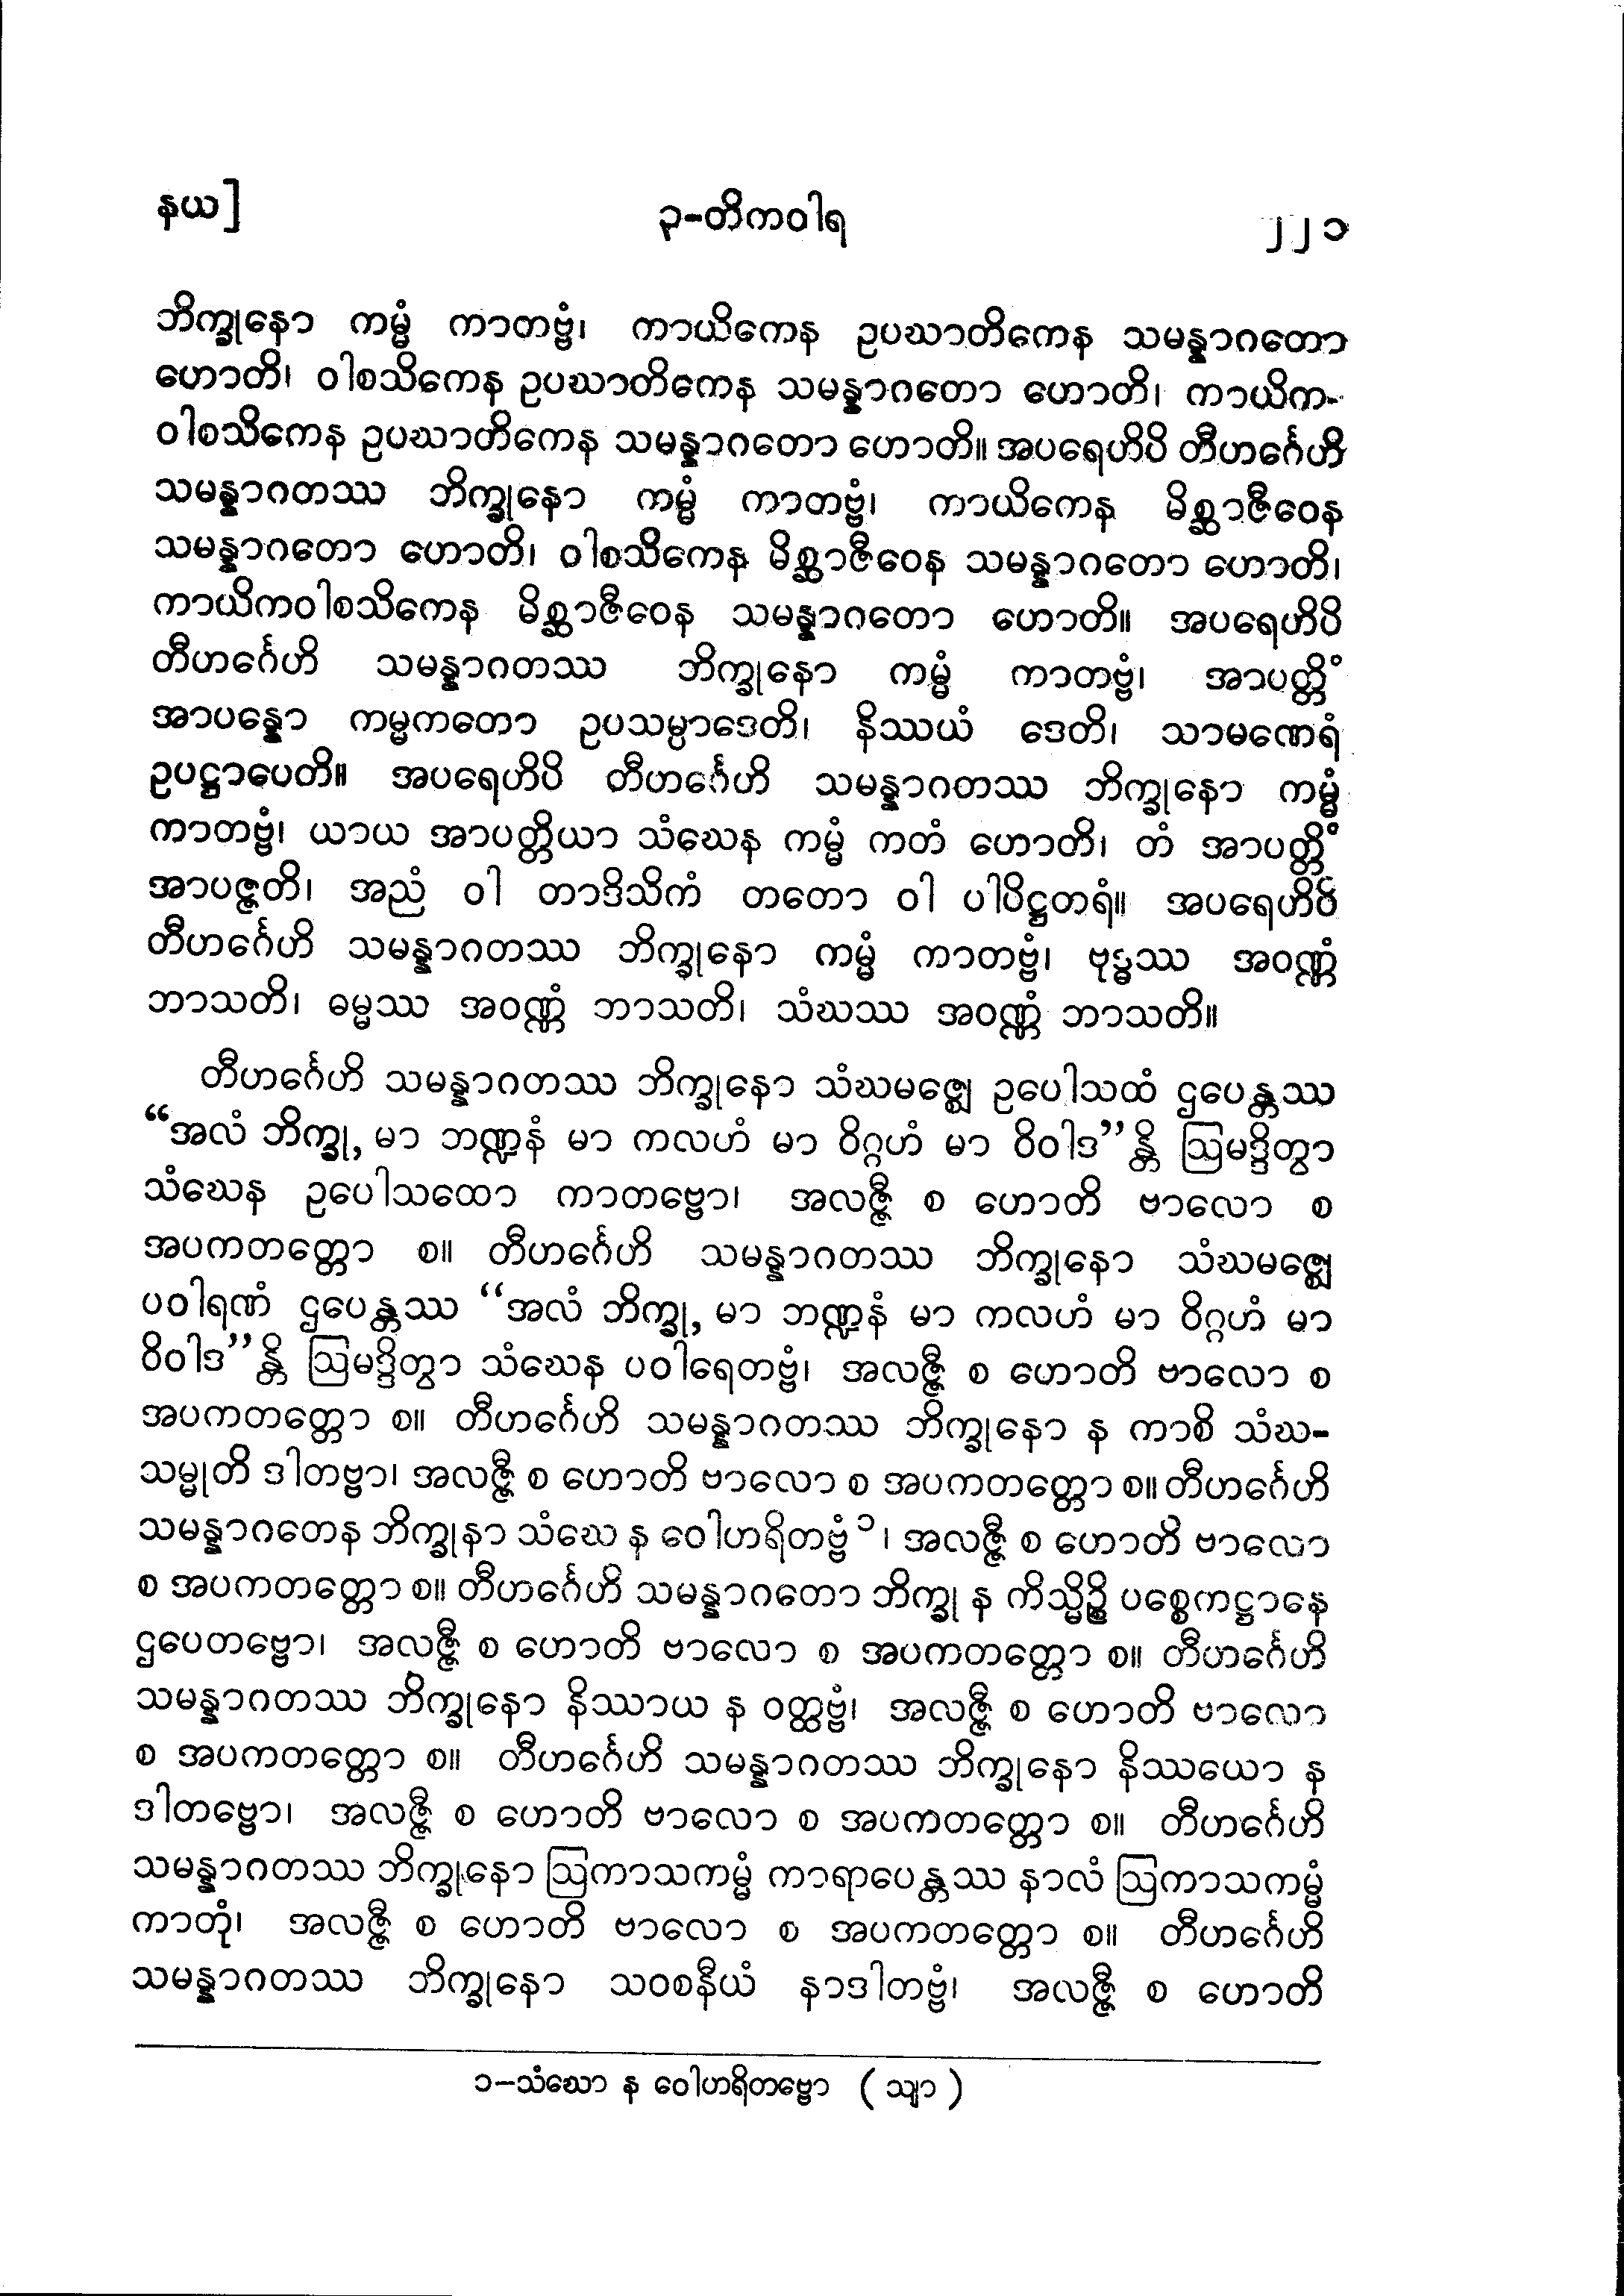 နယ]
၃-တိကဝါရ
၂၂၁
ဘိက္ခုနော ကမ္မံ ကာတဗ္ဗံ၊ ကာယိကေန ဥပဃာတိကေန သမန္နာဂတော
ဟောတိ၊ ဝါစသိကေန ဥပဃာတိကေန သမန္နာဂတော ဟောတိ၊ ကာယိက-
ဝါစသိကေန ဥပဃာတိကေန သမန္နာဂတော ဟောတိ။ အပရေဟိပိ တီဟင်္ဂေဟိ
သမန္နာဂတဿ ဘိက္ခုနော ကမ္မံ ကာတဗ္ဗံ၊ ကာယိကေန မိစ္ဆာဇီဝေန
သမန္နာဂတော ဟောတိ၊ ဝါစသိကေန မိစ္ဆာဇီဝေန သမန္နာဂတော ဟောတိ၊
ကာယိကဝါစသိကေန မိစ္ဆာဇီဝေန သမန္နာဂတော ဟောတိ။ အပရေဟိပိ
တီဟင်္ဂေဟိ သမန္နာဂတဿ ဘိက္ခုနော ကမ္မံ ကာတဗ္ဗံ၊ အာပတ္တိံ
အာပန္နော ကမ္မကတော ဥပသမ္ပာဒေတိ၊ နိဿယံ ဒေတိ၊ သာမဏေရံ
ဥပဋ္ဌာပေတိ။ အပရေဟိပိ တီဟင်္ဂေဟိ သမန္နာဂတဿ ဘိက္ခုနော ကမ္မံ
ကာတဗ္ဗံ၊ ယာယ အာပတ္တိယာ သံဃေန ကမ္မံ ကတံ ဟောတိ၊ တံ အာပတ္တိံ
အာပဇ္ဇတိ၊ အညံ ဝါ တာဒိသိကံ တတော ဝါ ပါပိဋ္ဌတရံ။ အပရေဟိပိ
တီဟင်္ဂေဟိ သမန္နာဂတဿ ဘိက္ခုနော ကမ္မံ ကာတဗ္ဗံ၊ ဗုဒ္ဓဿ အဝဏ္ဏံ
ဘာသတိ၊ ဓမ္မဿ အဝဏ္ဏံ ဘာသတိ၊ သံဃဿ အဝဏ္ဏံ ဘာသတိ။
တီဟင်္ဂေဟိ သမန္နာဂတဿ ဘိက္ခုနော သံဃမဇ္ဈေ ဥပေါသထံ ဌပေန္တဿ
“အလံ ဘိက္ခု, မာ ဘဏ္ဍနံ မာ ကလဟံ မာ ဝိဂ္ဂဟံ မာ ဝိဝါဒ”န္တိ ဩမဒ္ဒိတွာ
သံဃေန ဥပေါသထော ကာတဗ္ဗော၊ အလဇ္ဇီ စ ဟောတိ ဗာလော စ
အပကတတ္တော စ။ တီဟင်္ဂေဟိ သမန္နာဂတဿ ဘိက္ခုနော သံဃမဇ္ဈေ
ပဝါရဏံ ဌပေန္တဿ “အလံ ဘိက္ခု, မာ ဘဏ္ဍနံ မာ ကလဟံ မာ ဝိဂ္ဂဟံ မာ
ဝိဝါဒ”န္တိ ဩမဒ္ဒိတွာ သံဃေန ပဝါရေတဗ္ဗံ၊ အလဇ္ဇီ စ ဟောတိ ဗာလော စ
အပကတတ္တော စ။ တီဟင်္ဂေဟိ သမန္နာဂတဿ ဘိက္ခုနော န ကာစိ သံဃ-
သမ္မုတိ ဒါတဗ္ဗာ၊ အလဇ္ဇီ စ ဟောတိ ဗာလော စ အပကတတ္တော စ။ တီဟင်္ဂေဟိ
သမန္နာဂတေန ဘိက္ခုနာ သံဃေ န ဝေါဟရိတဗ္ဗံ ၁၊ အလဇ္ဇီ စ ဟောတိ ဗာလော
စ အပကတတ္တော စ။ တီဟင်္ဂေဟိ သမန္နာဂတော ဘိက္ခု န ကိသ္မိဉ္စိ ပစ္စေကဋ္ဌာနေ
ဌပေတဗ္ဗော၊ အလဇ္ဇီ စ ဟောတိ ဗာလော စ အပကတတ္တော စ။ တီဟင်္ဂေဟိ
သမန္နာဂတဿ ဘိက္ခုနော နိဿာယ န ဝတ္ထဗ္ဗံ၊ အလဇ္ဇီ စ ဟောတိ ဗာလော
စ အပကတတ္တော စ။ တီဟင်္ဂေဟိ သမန္နာဂတဿ ဘိက္ခုနော နိဿယော န
ဒါတဗ္ဗော၊ အလဇ္ဇီ စ ဟောတိ ဗာလော စ အပကတတ္တော စ။ တီဟင်္ဂေဟိ
သမန္နာဂတဿ ဘိက္ခုနော ဩကာသကမ္မံ ကာရာပေန္တဿ နာလံ ဩကာသကမ္မံ
ကာတုံ၊ အလဇ္ဇီ စ ဟောတိ ဗာလော စ အပကတတ္တော စ။ တီဟင်္ဂေဟိ
သမန္နာဂတဿ ဘိက္ခုနော သဝစနီယံ နာဒါတဗ္ဗံ၊ အလဇ္ဇီ စ ဟောတိ
၁-သံဃော န ဝေါဟရိတဗ္ဗော (သျာ)